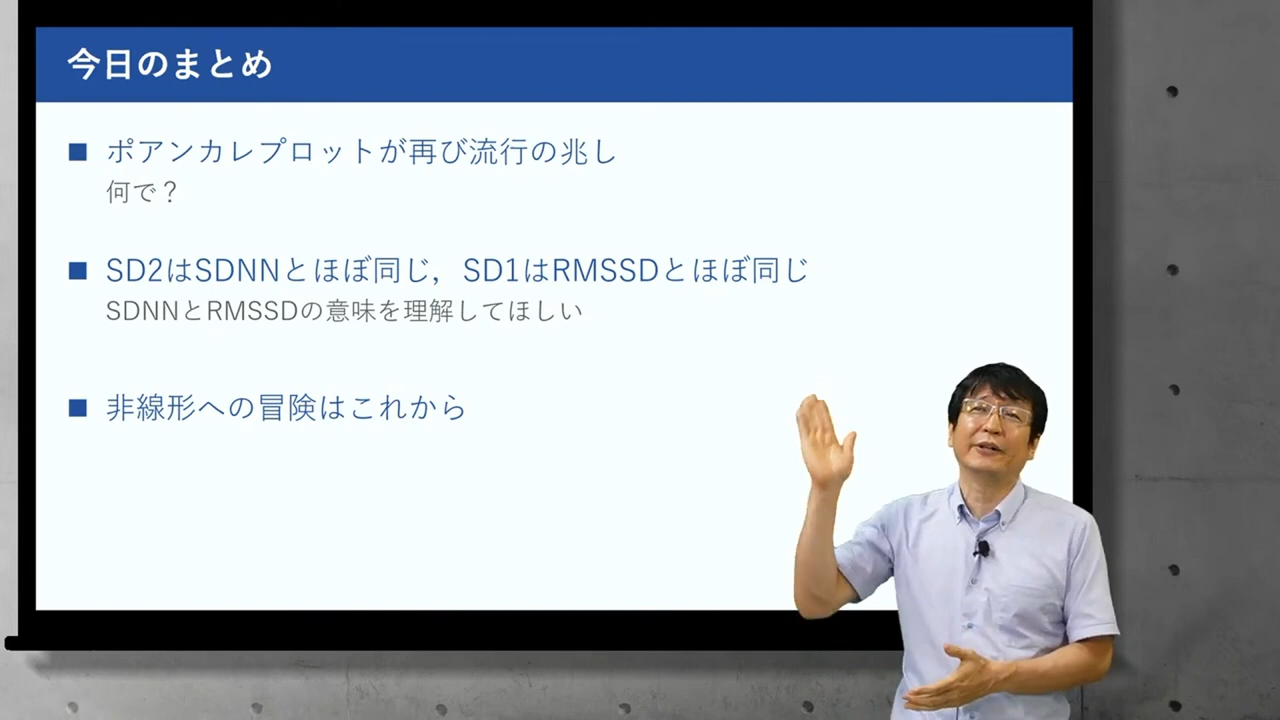 今日のまとめ
■ ポアンカレプロットが再び流行の兆し
何で？
■ SD2はSDNNとほぼ同じ，SD1はRMSSDとほぼ同じ
SDNNとRMSSDの意味を理解してほしい
■ 非線形への冒険はこれから